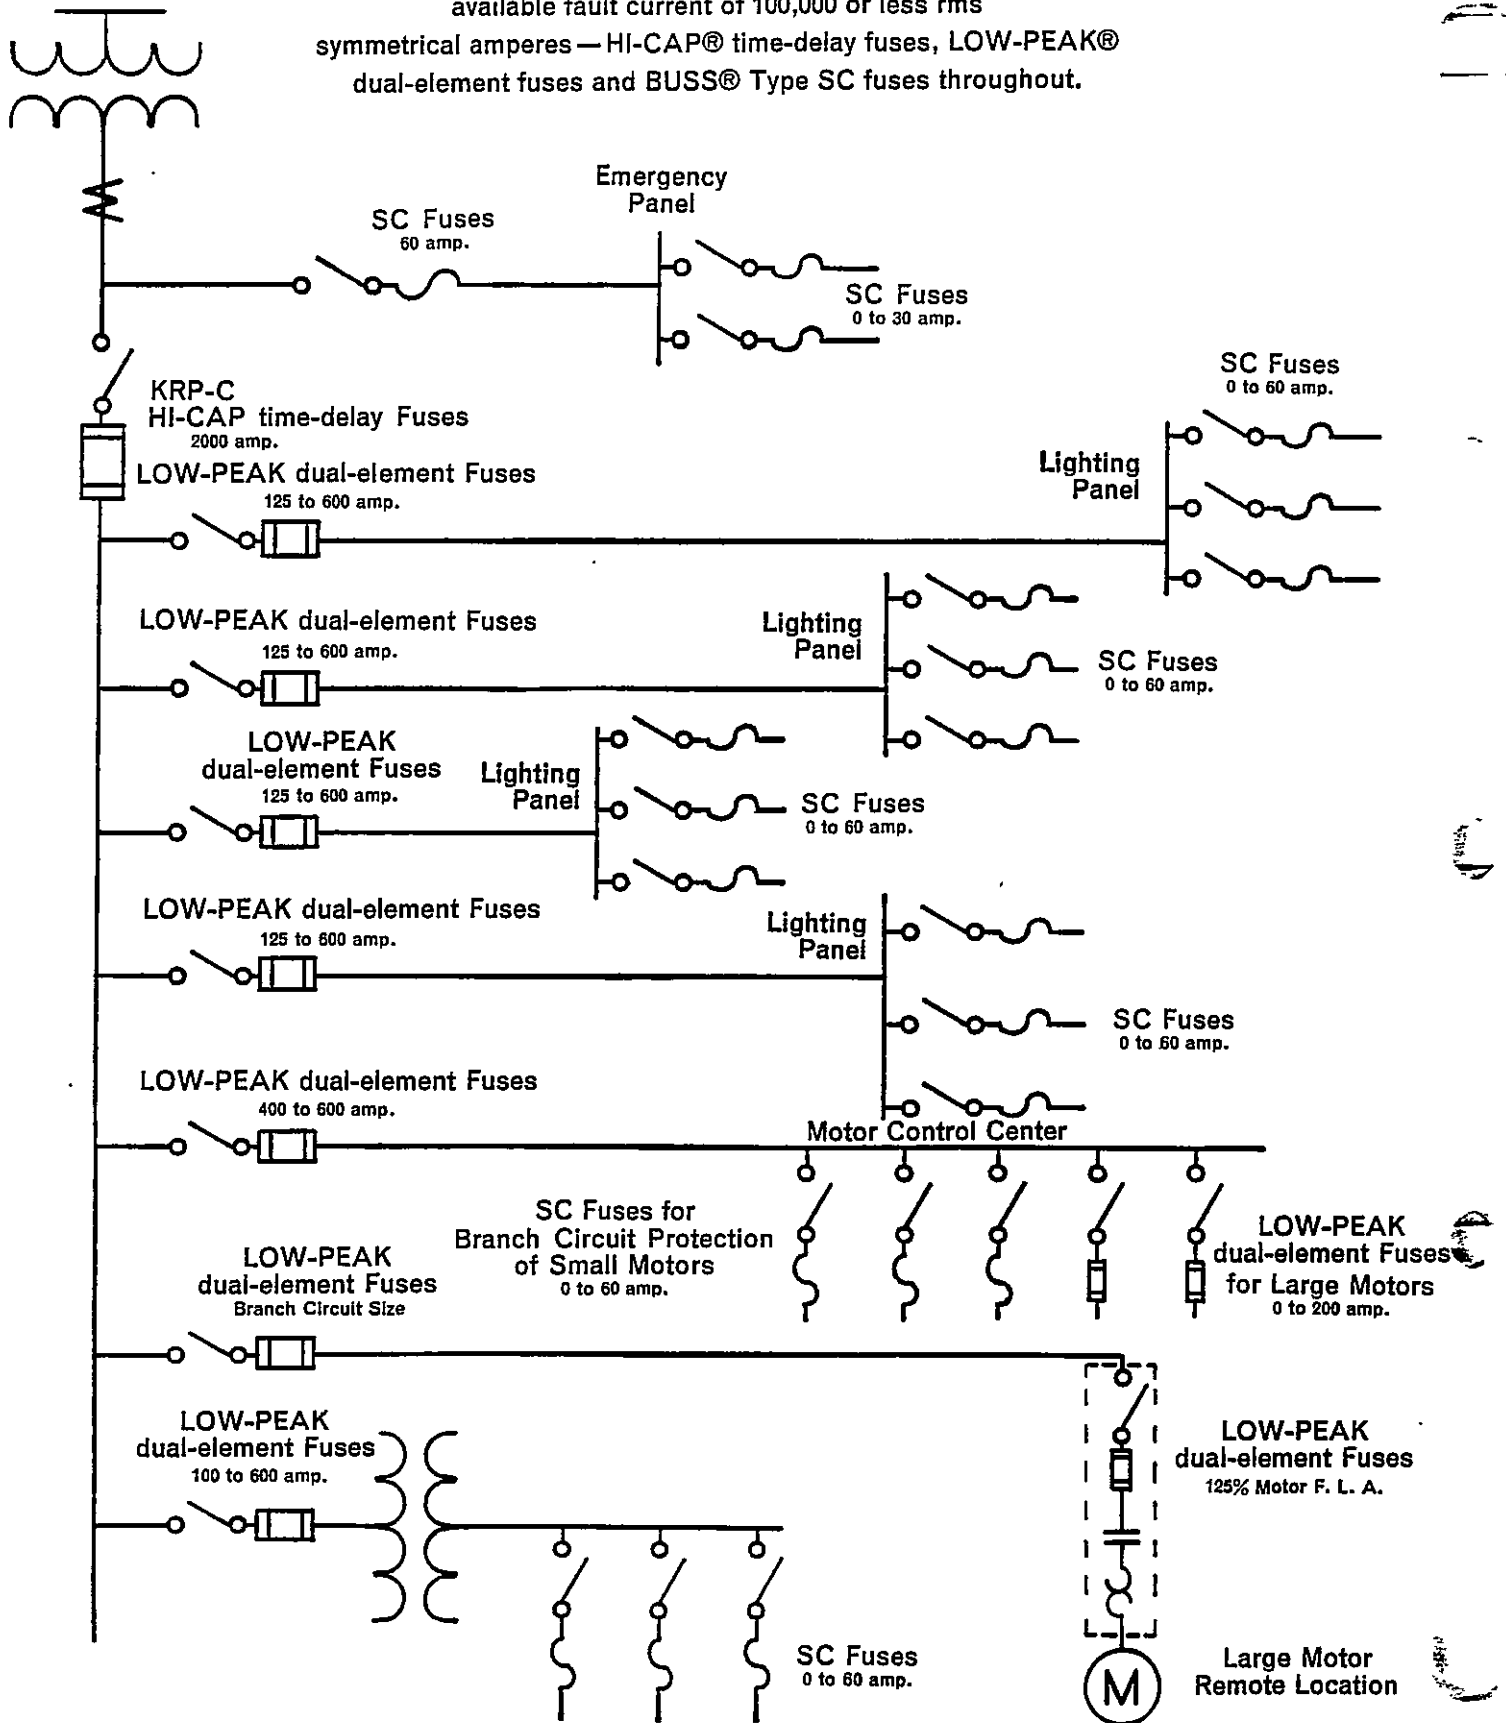 available fault current of 100,000 or less rms
symmetrical amperes — HI-CAP® time-delay fuses, LOW-PEAK®
dual-element fuses and BUSS® Type SC fuses throughout.
Emergency
Panel
SC Fuses
60 amp.
SC Fuses
0 to 30 amp.
KRP-C
HI-CAP time-delay Fuses
2000 amp.
SC Fuses
0 to 60 amp.
Lighting
Panel
LOW-PEAK dual-element Fuses
125 to 600 amp.
LOW-PEAK dual-element Fuses
125 to 600 amp.
Lighting
Panel
SC Fuses
0 to 60 amp.
LOW-PEAK
dual-element Fuses
125 to 600 amp.
Lighting
Panel
SC Fuses
0 to 60 amp.
LOW-PEAK dual-element Fuses
125 to 600 amp.
Lighting
Panel
SC Fuses
0 to 60 amp.
LOW-PEAK dual-element Fuses
400 to 600 amp.
Motor Control Center
SC Fuses for
Branch Circuit Protection
of Small Motors
0 to 60 amp.
LOW-PEAK
dual-element Fuses
for Large Motors
0 to 200 amp.
LOW-PEAK
dual-element Fuses
Branch Circuit Size
LOW-PEAK
dual-element Fuses
100 to 600 amp.
LOW-PEAK
dual-element Fuses
125% Motor F. L. A.
SC Fuses
0 to 60 amp.
M
Large Motor
Remote Location